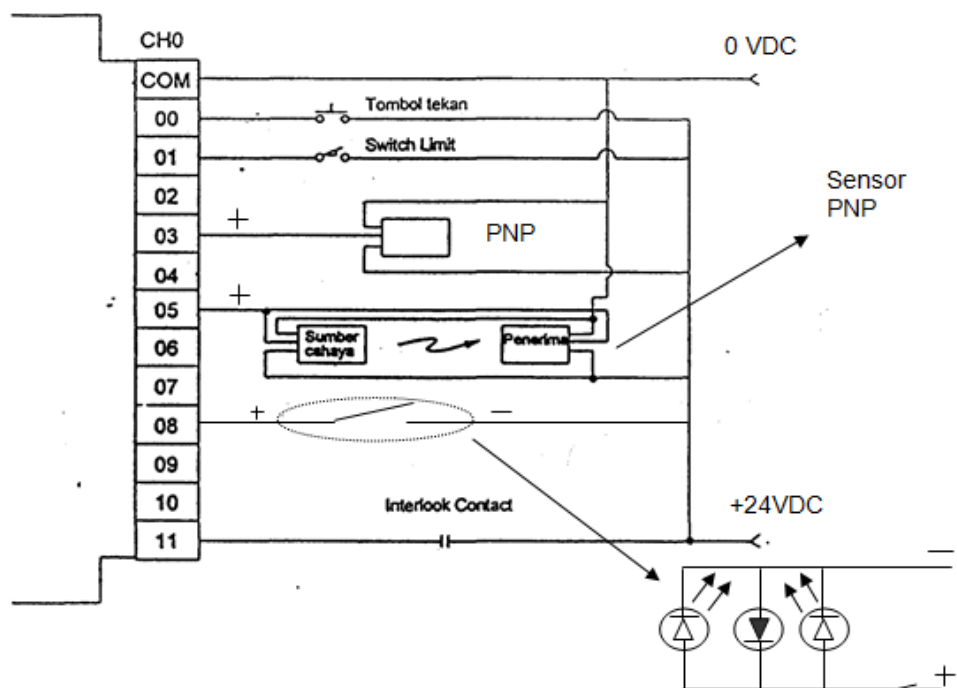 CH0
COM
00
01
02
03
04
05
06
07
08
09
10
11
0 VDC
Tombol tekan
Switch Limit
+
PNP
Sensor
PNP
+
Sumber
cahaya
Penerima
+
—
Interlook Contact
+24VDC
—
+